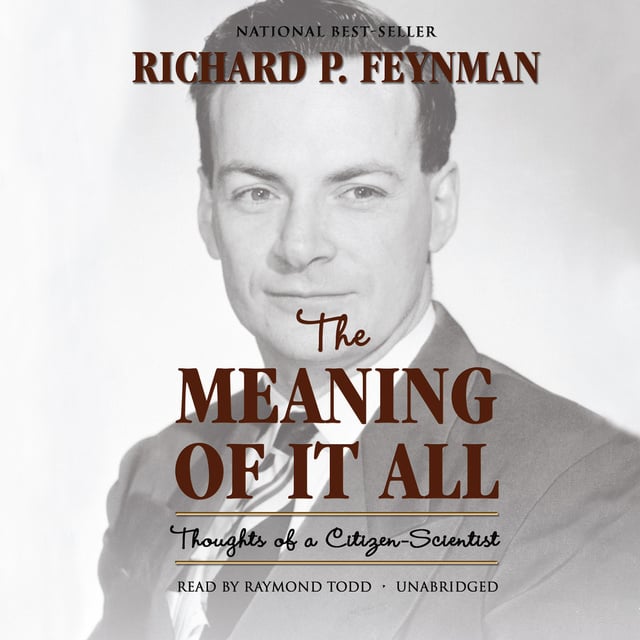 NATIONAL BEST-SELLER
RICHARD P. FEYNMAN
The
MEANING
OF IT ALL
Thoughts of a Citizen-Scientist
READ BY RAYMOND TODD · UNABRIDGED